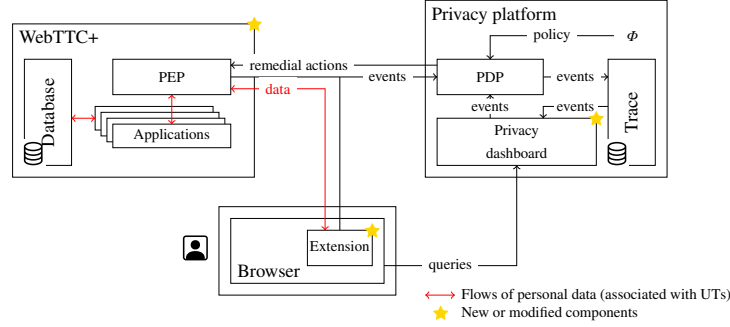 Privacy platform
WebTTC+
policy Φ
remedial actions
PEP
PDP
events
events
data
Database
Applications
events
events
Trace
Privacy
dashboard
Extension
Browser
queries
Flows of personal data (associated with UTs)
New or modified components